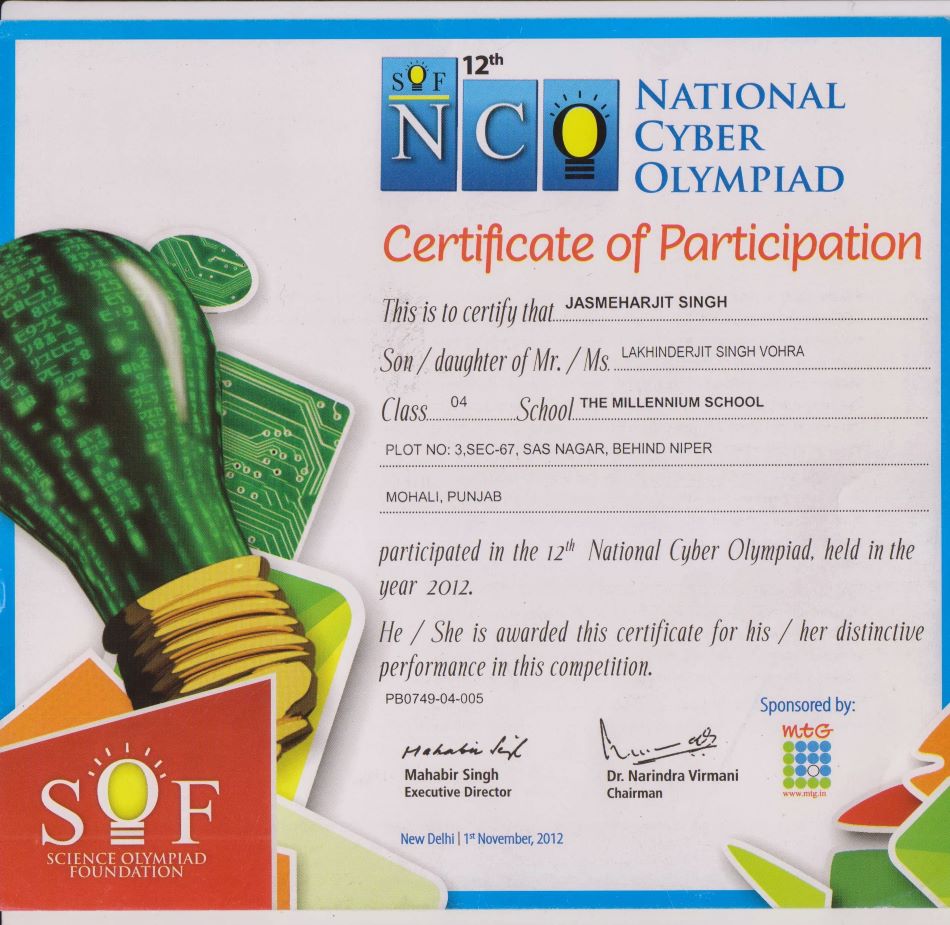 SOF
12th
NCO
NATIONAL
CYBER
OLYMPIAD
Certificate of Participation
This is to certify that JASMEHARJIT SINGH
Son / daughter of Mr. / Ms. LAKHINDERJIT SINGH VOHRA
Class 04 School THE MILLENNIUM SCHOOL
PLOT NO: 3,SEC-67, SAS NAGAR, BEHIND NIPER
MOHALI, PUNJAB
participated in the 12th National Cyber Olympiad, held in the
year 2012.
He / She is awarded this certificate for his / her distinctive
performance in this competition.
PB0749-04-005
Sponsored by:
mtG
www.mtg.in
Mahabir Singh
Mahabir Singh
Executive Director
Dr. Narindra Virmani
Chairman
New Delhi | 1st November, 2012
SOF
SCIENCE OLYMPIAD
FOUNDATION